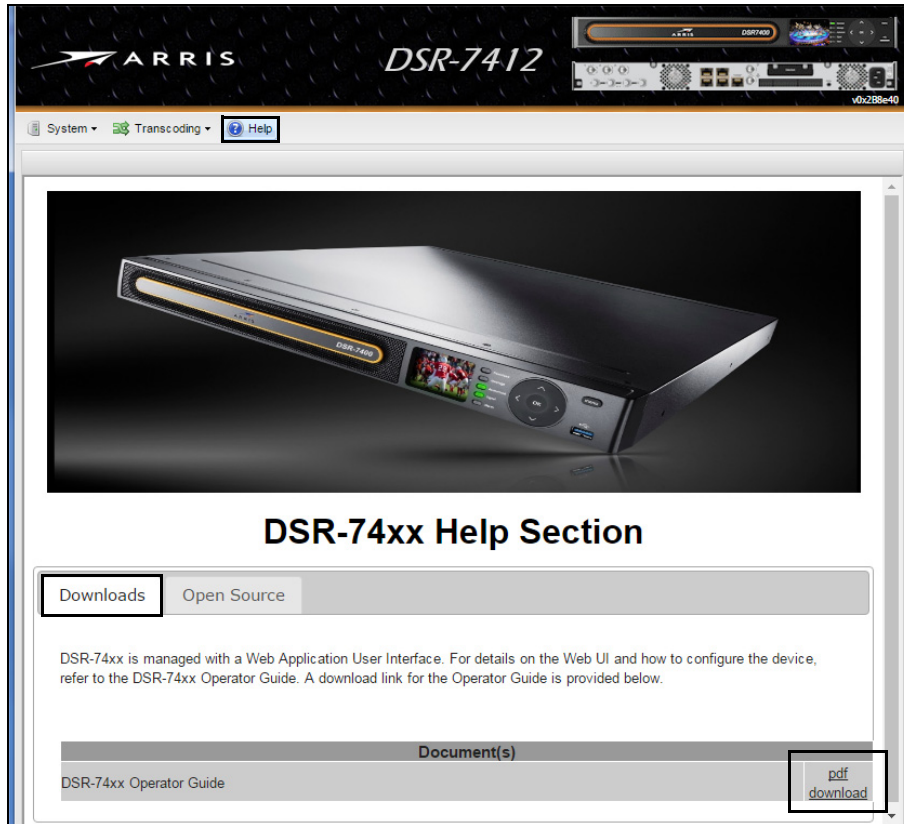 ARRIS
DSR-7412
ARRIS
DSR7400
v0x2B8e40
System
Transcoding
Help
ARRIS
DSR-7400
OK
DSR-74xx Help Section
Downloads
Open Source
DSR-74xx is managed with a Web Application User Interface. For details on the Web UI and how to configure the device,
refer to the DSR-74xx Operator Guide. A download link for the Operator Guide is provided below.
Document(s)
DSR-74xx Operator Guide
pdf
download